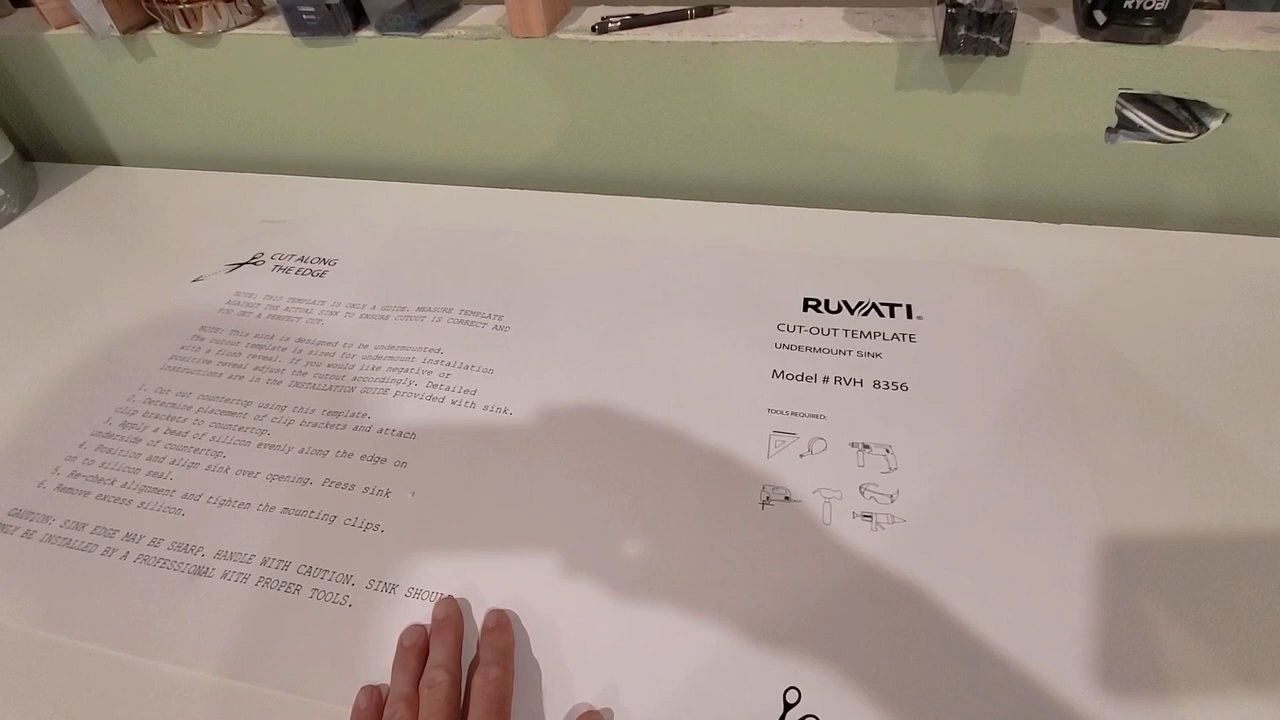 RYOBI
CUT ALONG
THE EDGE
NOTE: THIS TEMPLATE IS ONLY A GUIDE. MEASURE TEMPLATE
AGAINST THE ACTUAL SINK TO ENSURE CUTOUT IS CORRECT AND
YOU GET A PERFECT CUT.
NOTE: This sink is designed to be undermounted.
The cutout template is sized for undermount installation
with a flush reveal. If you would like negative or
positive reveal adjust the cutout accordingly. Detailed
instructions are in the INSTALLATION GUIDE provided with sink.
1. Cut out countertop using this template.
2. Determine placement of clip brackets and attach
clip brackets to countertop.
3. Apply a bead of silicon evenly along the edge on
underside of countertop.
4. Position and align sink over opening. Press sink
on to silicon seal.
5. Re-check alignment and tighten the mounting clips.
6. Remove excess silicon.
CAUTION: SINK EDGE MAY BE SHARP. HANDLE WITH CAUTION. SINK SHOULD
ONLY BE INSTALLED BY A PROFESSIONAL WITH PROPER TOOLS.
RUVATI®
CUT-OUT TEMPLATE
UNDERMOUNT SINK
Model # RVH 8356
TOOLS REQUIRED: